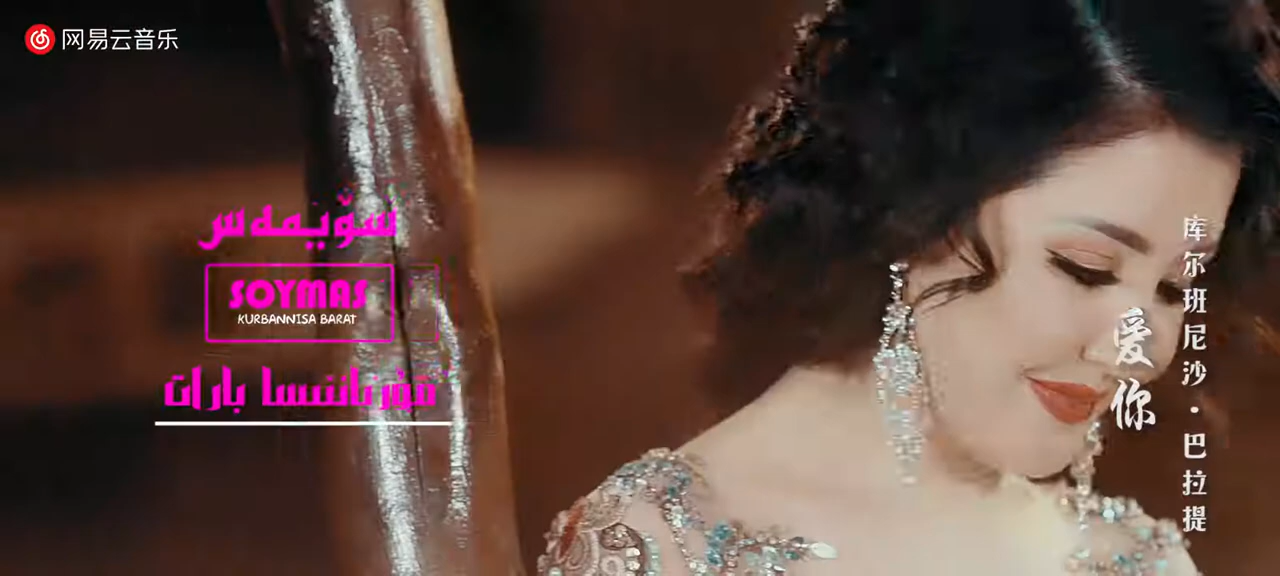 网易云音乐
سۆيمەس
SOYMAS
KURBANNISA BARAT
قۇرباننىسا بارات
爱你
库尔班尼沙·巴拉提